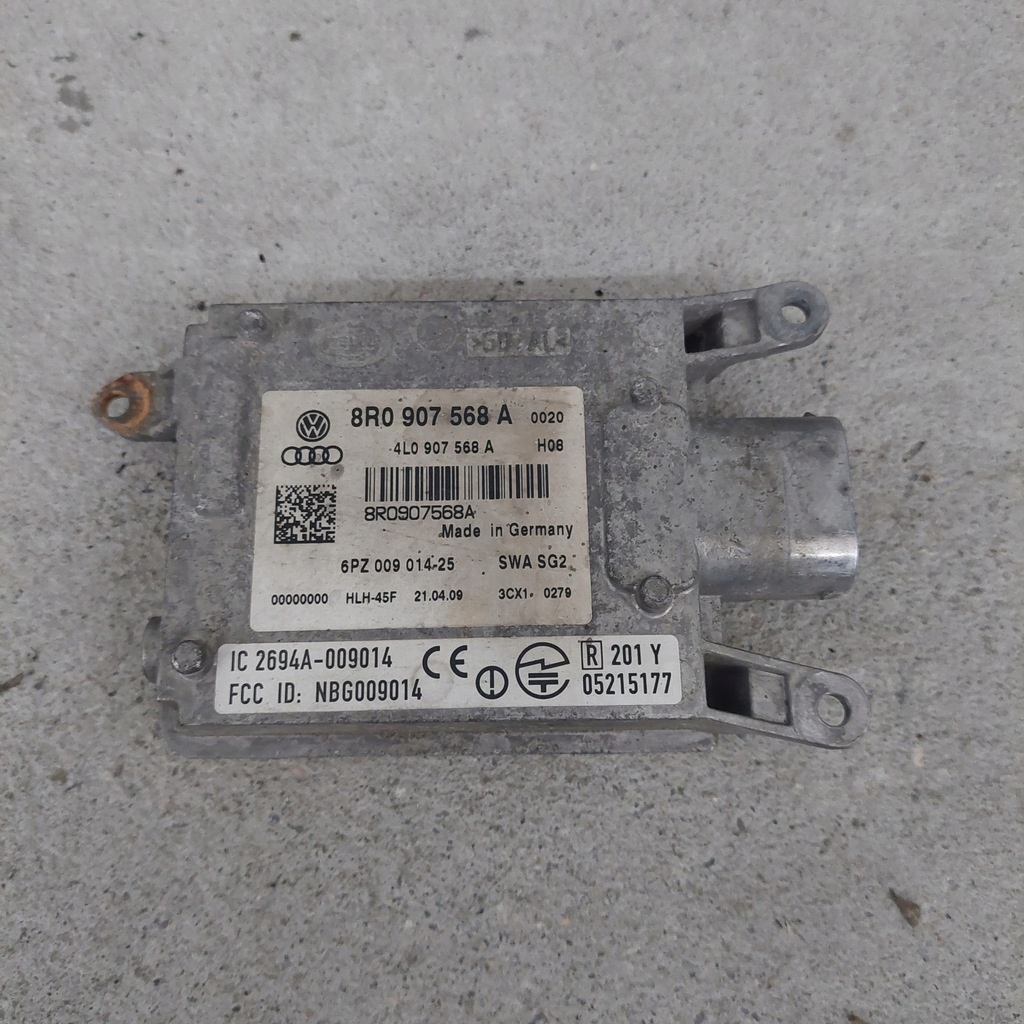 8R0 907 568 A 0020
4L0 907 568 A H08
8R0907568A
Made in Germany
6PZ 009 014-25 SWA SG2
00000000 HLH-45F 21.04.09 3CX1- 0279
IC 2694A-009014 CE R 201 Y
FCC ID: NBG009014 05215177